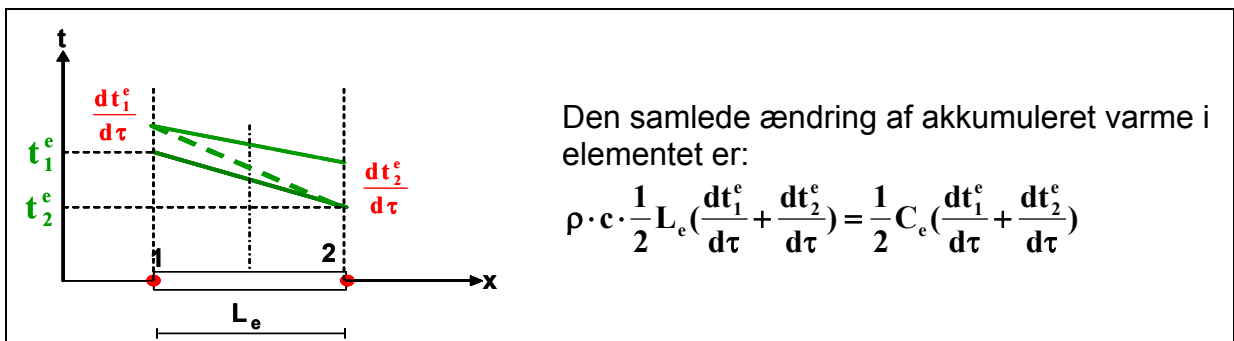 t
dt₁ᵉ/dτ
t₁ᵉ
t₂ᵉ
dt₂ᵉ/dτ
1
2
x
Lₑ
Den samlede ændring af akkumuleret varme i
elementet er:
ρ · c · 1/2 Lₑ(dt₁ᵉ/dτ + dt₂ᵉ/dτ) = 1/2 Cₑ(dt₁ᵉ/dτ + dt₂ᵉ/dτ)